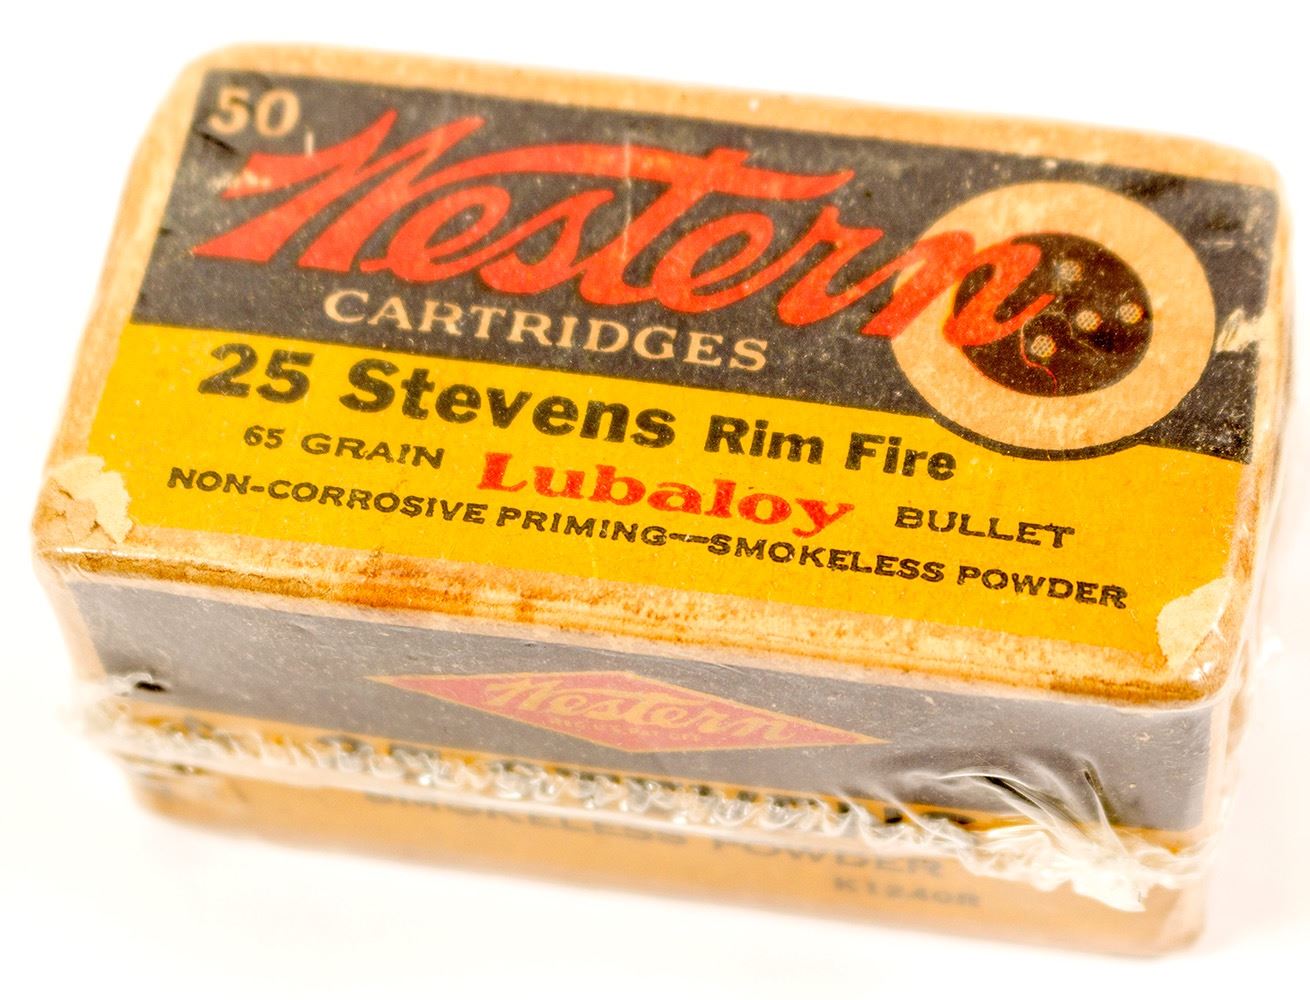 50
Western
CARTRIDGES
25 Stevens Rim Fire
65 GRAIN Lubaloy BULLET
NON-CORROSIVE PRIMING—SMOKELESS POWDER
Western
SMOKELESS POWDER
K1240R